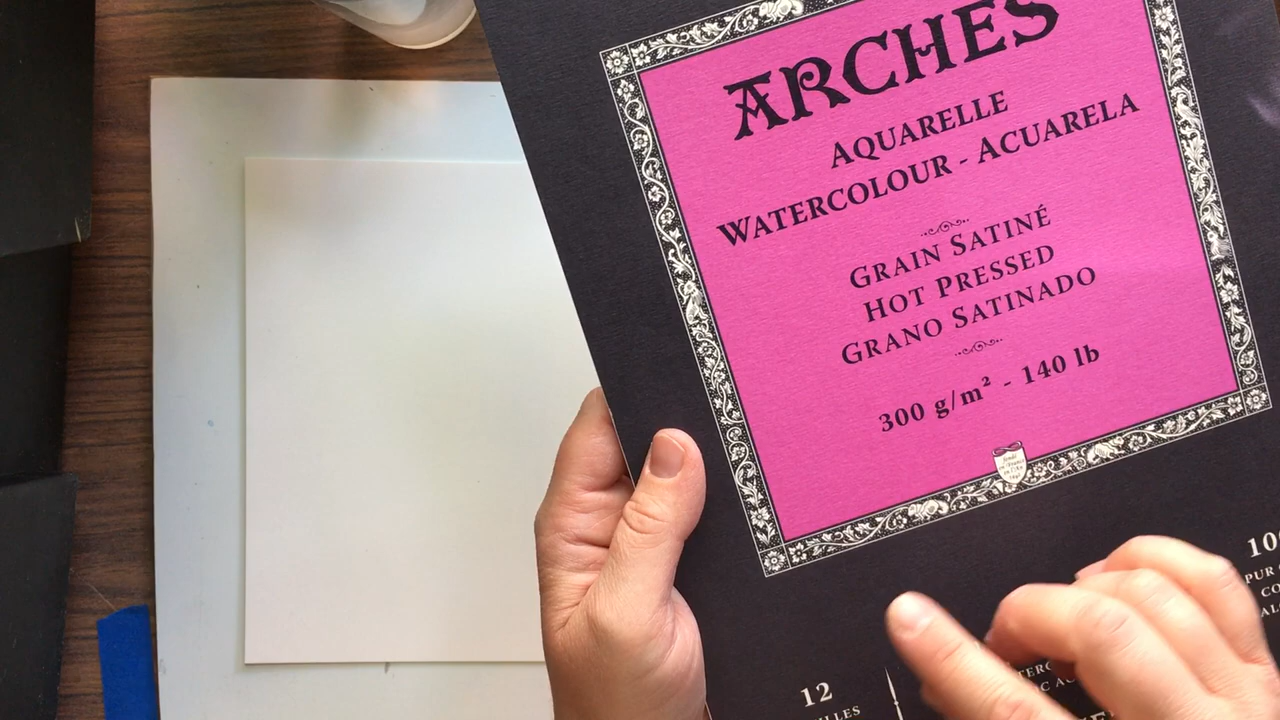 ARCHES
AQUARELLE
WATERCOLOUR - ACUARELA
GRAIN SATINÉ
HOT PRESSED
GRANO SATINADO
300 g/m² - 140 lb
12